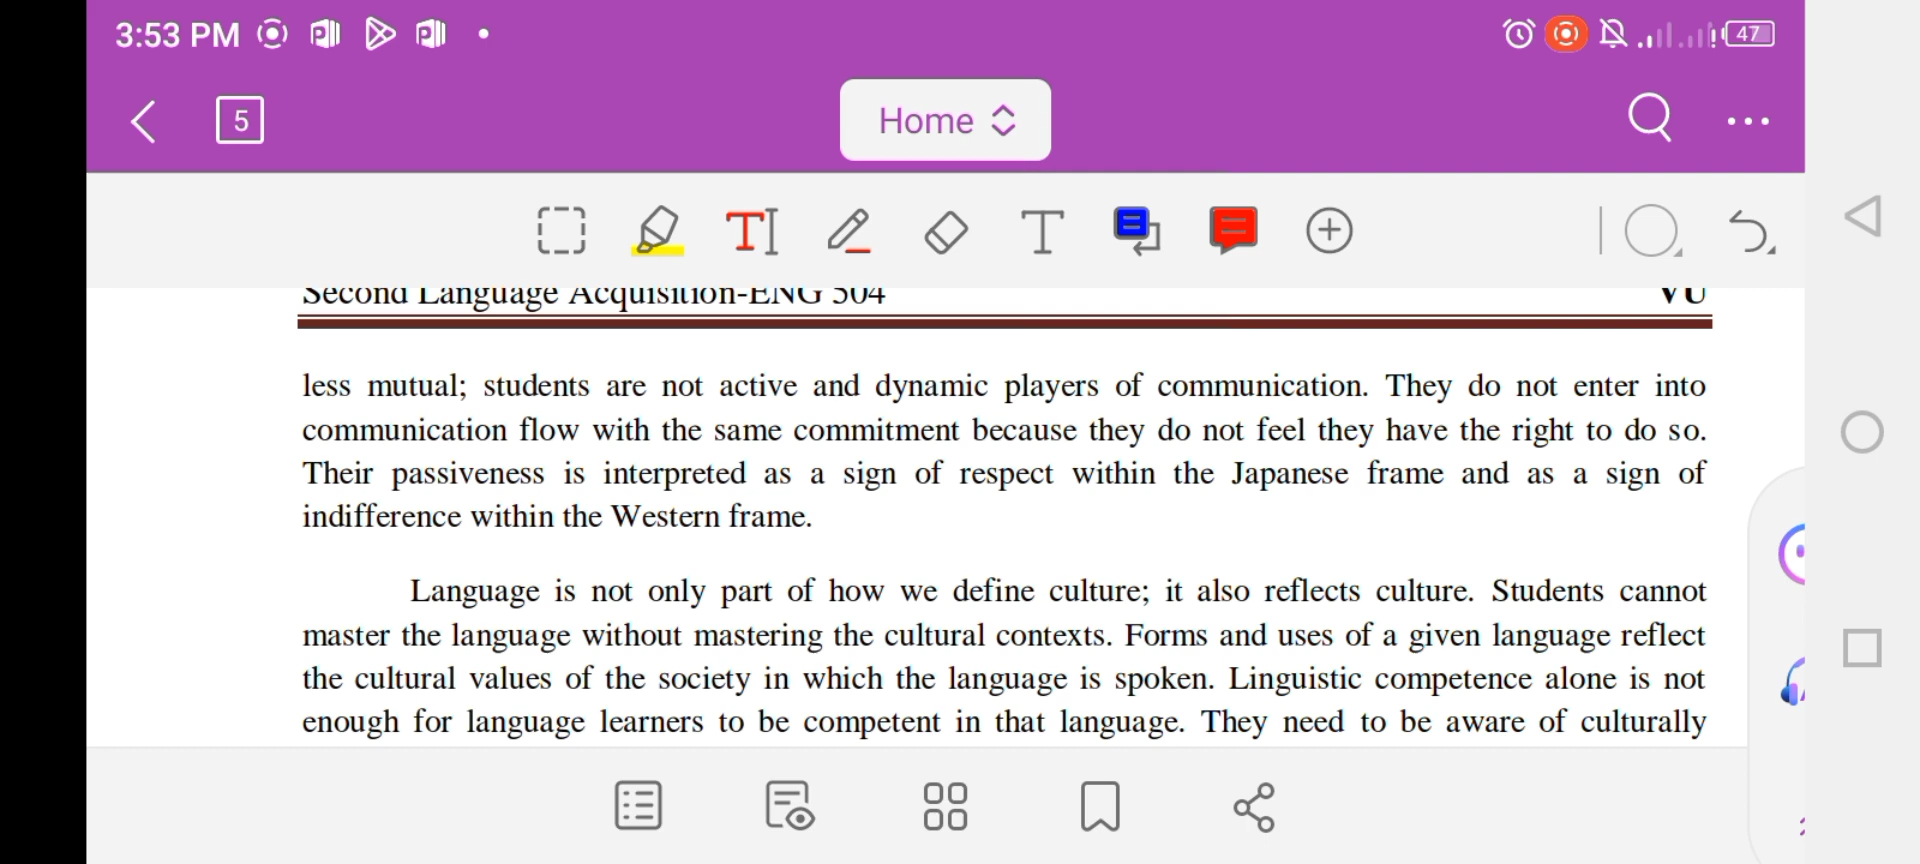 3:53 PM
47
5
Home
Second Language Acquisition-ENG 504
VU
less mutual; students are not active and dynamic players of communication. They do not enter into
communication flow with the same commitment because they do not feel they have the right to do so.
Their passiveness is interpreted as a sign of respect within the Japanese frame and as a sign of
indifference within the Western frame.
Language is not only part of how we define culture; it also reflects culture. Students cannot
master the language without mastering the cultural contexts. Forms and uses of a given language reflect
the cultural values of the society in which the language is spoken. Linguistic competence alone is not
enough for language learners to be competent in that language. They need to be aware of culturally